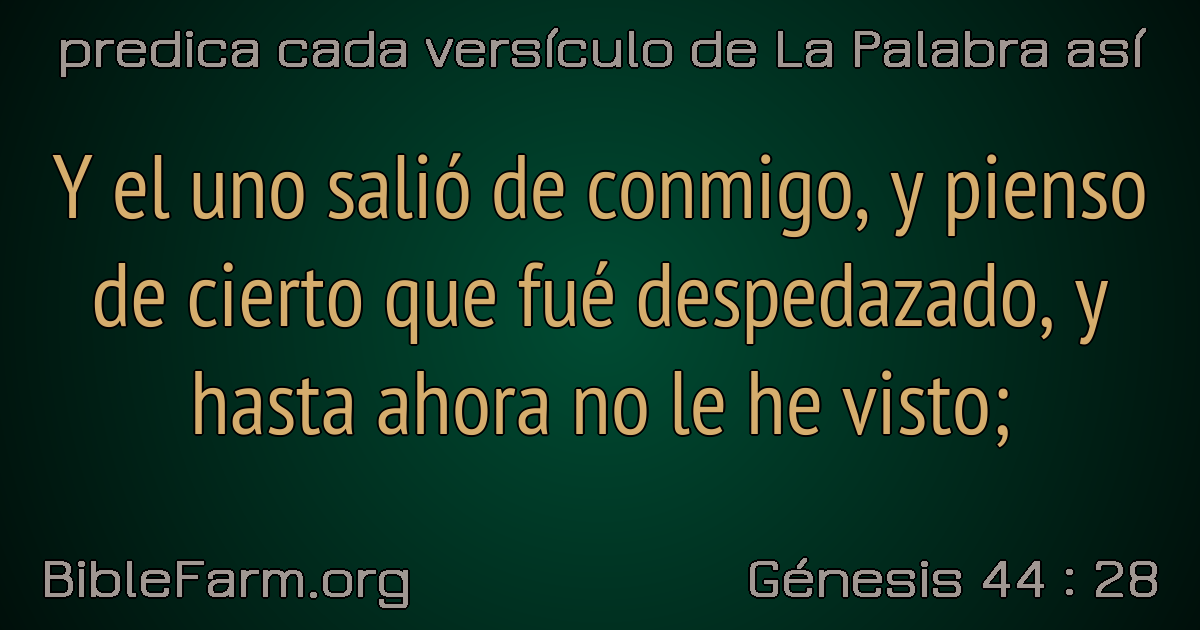 predica cada versículo de La Palabra así
Y el uno salió de conmigo, y pienso
de cierto que fué despedazado, y
hasta ahora no le he visto;
BibleFarm.org
Génesis 44 : 28